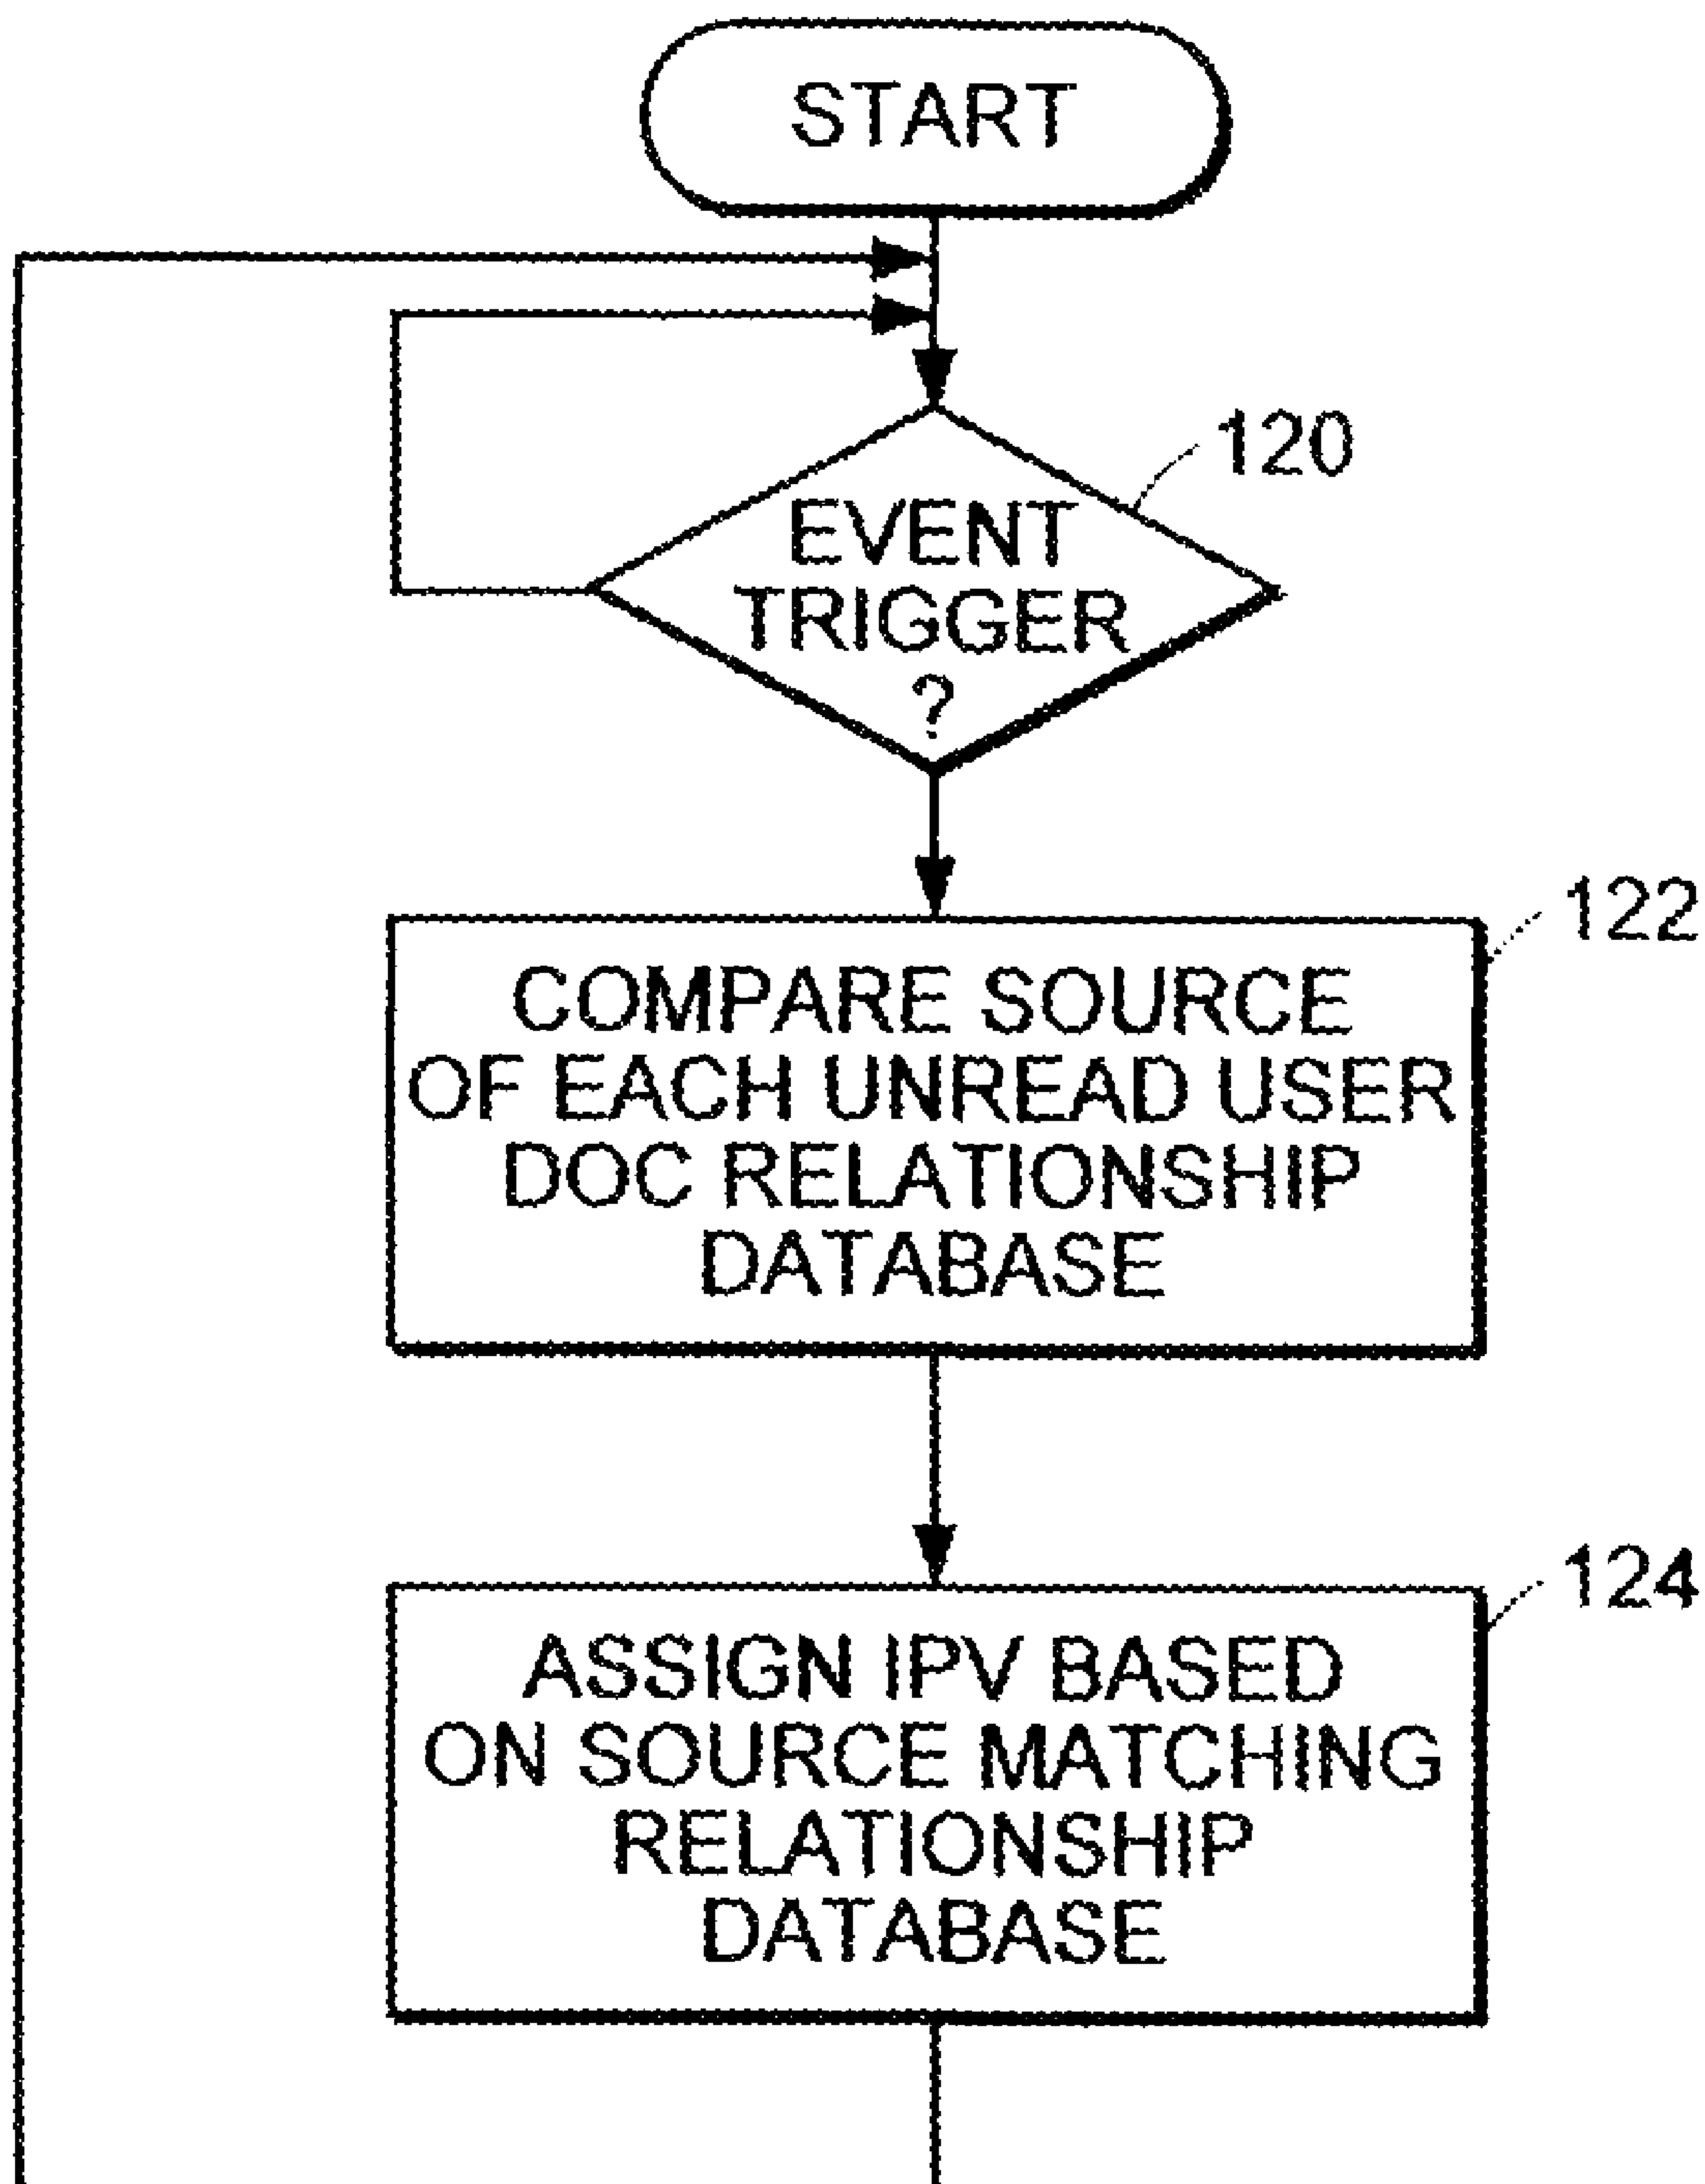 START
120
EVENT
TRIGGER
?
122
COMPARE SOURCE
OF EACH UNREAD USER
DOC RELATIONSHIP
DATABASE
124
ASSIGN IPV BASED
ON SOURCE MATCHING
RELATIONSHIP
DATABASE